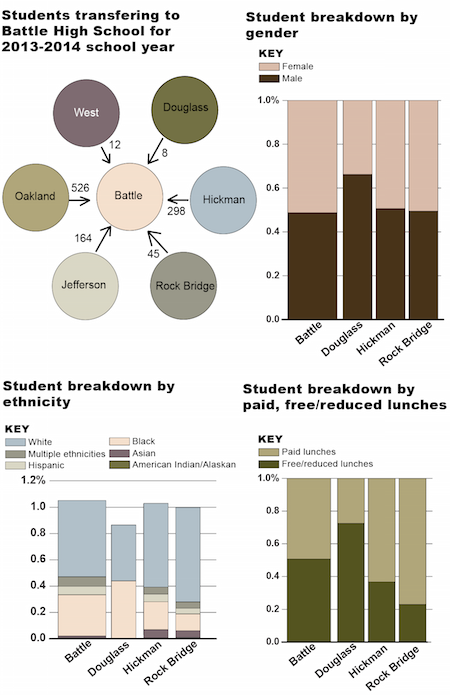 Students transfering to
Battle High School for
2013-2014 school year
West
Douglass
12
8
Oakland
526
Battle
298
Hickman
164
45
Jefferson
Rock Bridge
Student breakdown by
gender
KEY
Female
Male
1.0%
0.8
0.6
0.4
0.2
0.0
Battle
Douglass
Hickman
Rock Bridge
Student breakdown by
ethnicity
KEY
White
Black
Multiple ethnicities
Asian
Hispanic
American Indian/Alaskan
1.2%
1.0
0.8
0.6
0.4
0.2
0.0
Battle
Douglass
Hickman
Rock Bridge
Student breakdown by
paid, free/reduced lunches
KEY
Paid lunches
Free/reduced lunches
1.0%
0.8
0.6
0.4
0.2
0.0
Battle
Douglass
Hickman
Rock Bridge